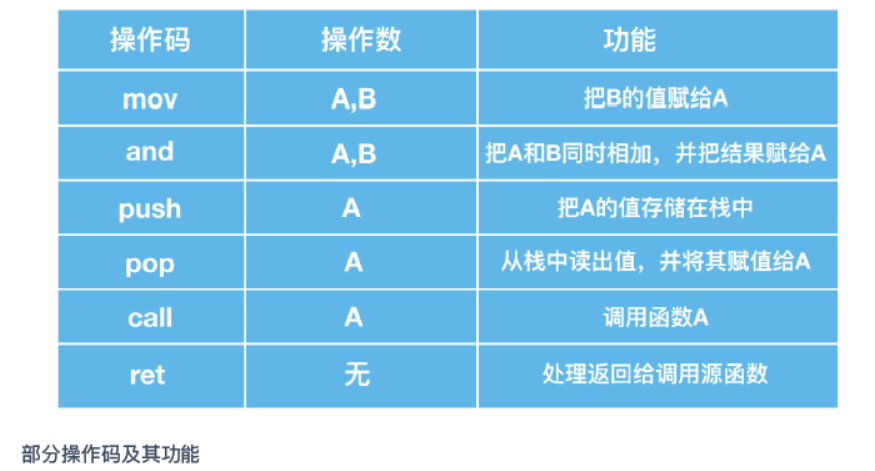 操作码 操作数 功能
mov A,B 把B的值赋给A
and A,B 把A和B同时相加，并把结果赋给A
push A 把A的值存储在栈中
pop A 从栈中读出值，并将其赋值给A
call A 调用函数A
ret 无 处理返回给调用源函数
部分操作码及其功能